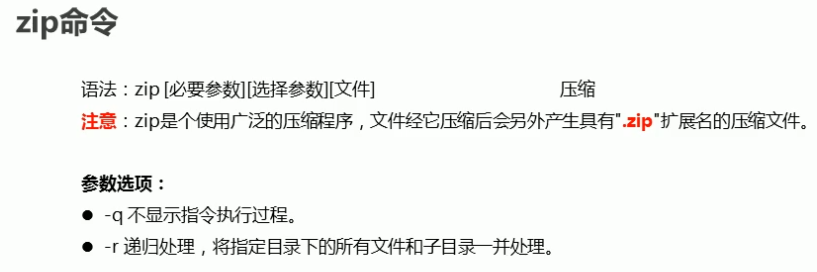 zip命令
语法：zip [必要参数][选择参数][文件] 压缩
注意：zip是个使用广泛的压缩程序，文件经它压缩后会另外产生具有".zip"扩展名的压缩文件。
参数选项：
● -q 不显示指令执行过程。
● -r 递归处理，将指定目录下的所有文件和子目录一并处理。